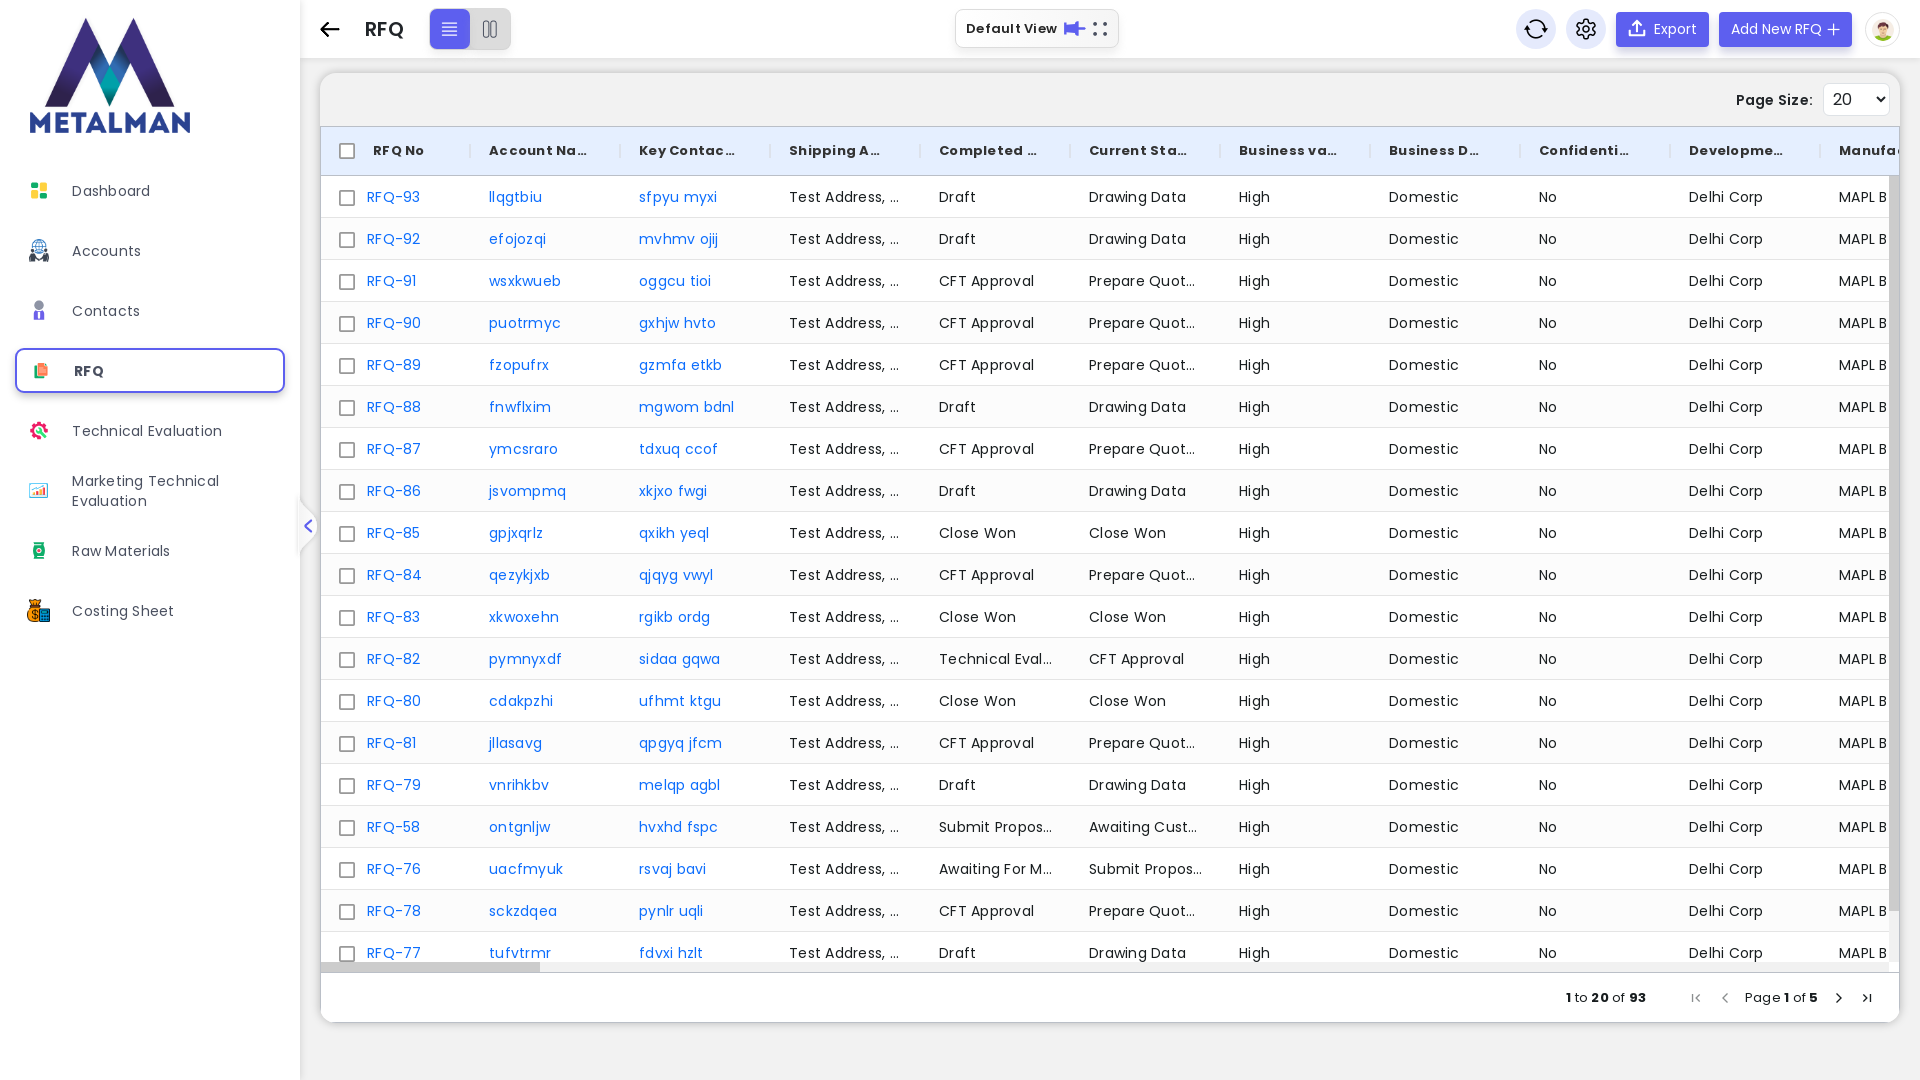 METALMAN
Dashboard
Accounts
Contacts
RFQ
Technical Evaluation
Marketing Technical
Evaluation
Raw Materials
Costing Sheet
RFQ
Default View
Export
Add New RFQ
Page Size: 20
RFQ No Account Na... Key Contac... Shipping A... Completed ... Current Sta... Business va... Business D... Confidenti... Developme... Manufac
RFQ-93 llqgtbiu sfpyu myxi Test Address, ... Draft Drawing Data High Domestic No Delhi Corp MAPL B
RFQ-92 efojozqi mvhmv ojij Test Address, ... Draft Drawing Data High Domestic No Delhi Corp MAPL B
RFQ-91 wsxkwueb oggcu tioi Test Address, ... CFT Approval Prepare Quot... High Domestic No Delhi Corp MAPL B
RFQ-90 puotrmyc gxhjw hvto Test Address, ... CFT Approval Prepare Quot... High Domestic No Delhi Corp MAPL B
RFQ-89 fzopufrx gzmfa etkb Test Address, ... CFT Approval Prepare Quot... High Domestic No Delhi Corp MAPL B
RFQ-88 fnwflxim mgwom bdnl Test Address, ... Draft Drawing Data High Domestic No Delhi Corp MAPL B
RFQ-87 ymcsraro tdxuq ccof Test Address, ... CFT Approval Prepare Quot... High Domestic No Delhi Corp MAPL B
RFQ-86 jsvompmq xkjxo fwgi Test Address, ... Draft Drawing Data High Domestic No Delhi Corp MAPL B
RFQ-85 gpjxqrlz qxikh yeql Test Address, ... Close Won Close Won High Domestic No Delhi Corp MAPL B
RFQ-84 qezykjxb qjqyg vwyl Test Address, ... CFT Approval Prepare Quot... High Domestic No Delhi Corp MAPL B
RFQ-83 xkwoxehn rgikb ordg Test Address, ... Close Won Close Won High Domestic No Delhi Corp MAPL B
RFQ-82 pymnyxdf sidaa gqwa Test Address, ... Technical Eval... CFT Approval High Domestic No Delhi Corp MAPL B
RFQ-80 cdakpzhi ufhmt ktgu Test Address, ... Close Won Close Won High Domestic No Delhi Corp MAPL B
RFQ-81 jllasavg qpgyq jfcm Test Address, ... CFT Approval Prepare Quot... High Domestic No Delhi Corp MAPL B
RFQ-79 vnrihkbv melqp agbl Test Address, ... Draft Drawing Data High Domestic No Delhi Corp MAPL B
RFQ-58 ontgnljw hvxhd fspc Test Address, ... Submit Propos... Awaiting Cust... High Domestic No Delhi Corp MAPL B
RFQ-76 uacfmyuk rsvaj bavi Test Address, ... Awaiting For M... Submit Propos... High Domestic No Delhi Corp MAPL B
RFQ-78 sckzdqea pynlr uqli Test Address, ... CFT Approval Prepare Quot... High Domestic No Delhi Corp MAPL B
RFQ-77 tufvtrmr fdvxi hzlt Test Address, ... Draft Drawing Data High Domestic No Delhi Corp MAPL B
1 to 20 of 93 Page 1 of 5